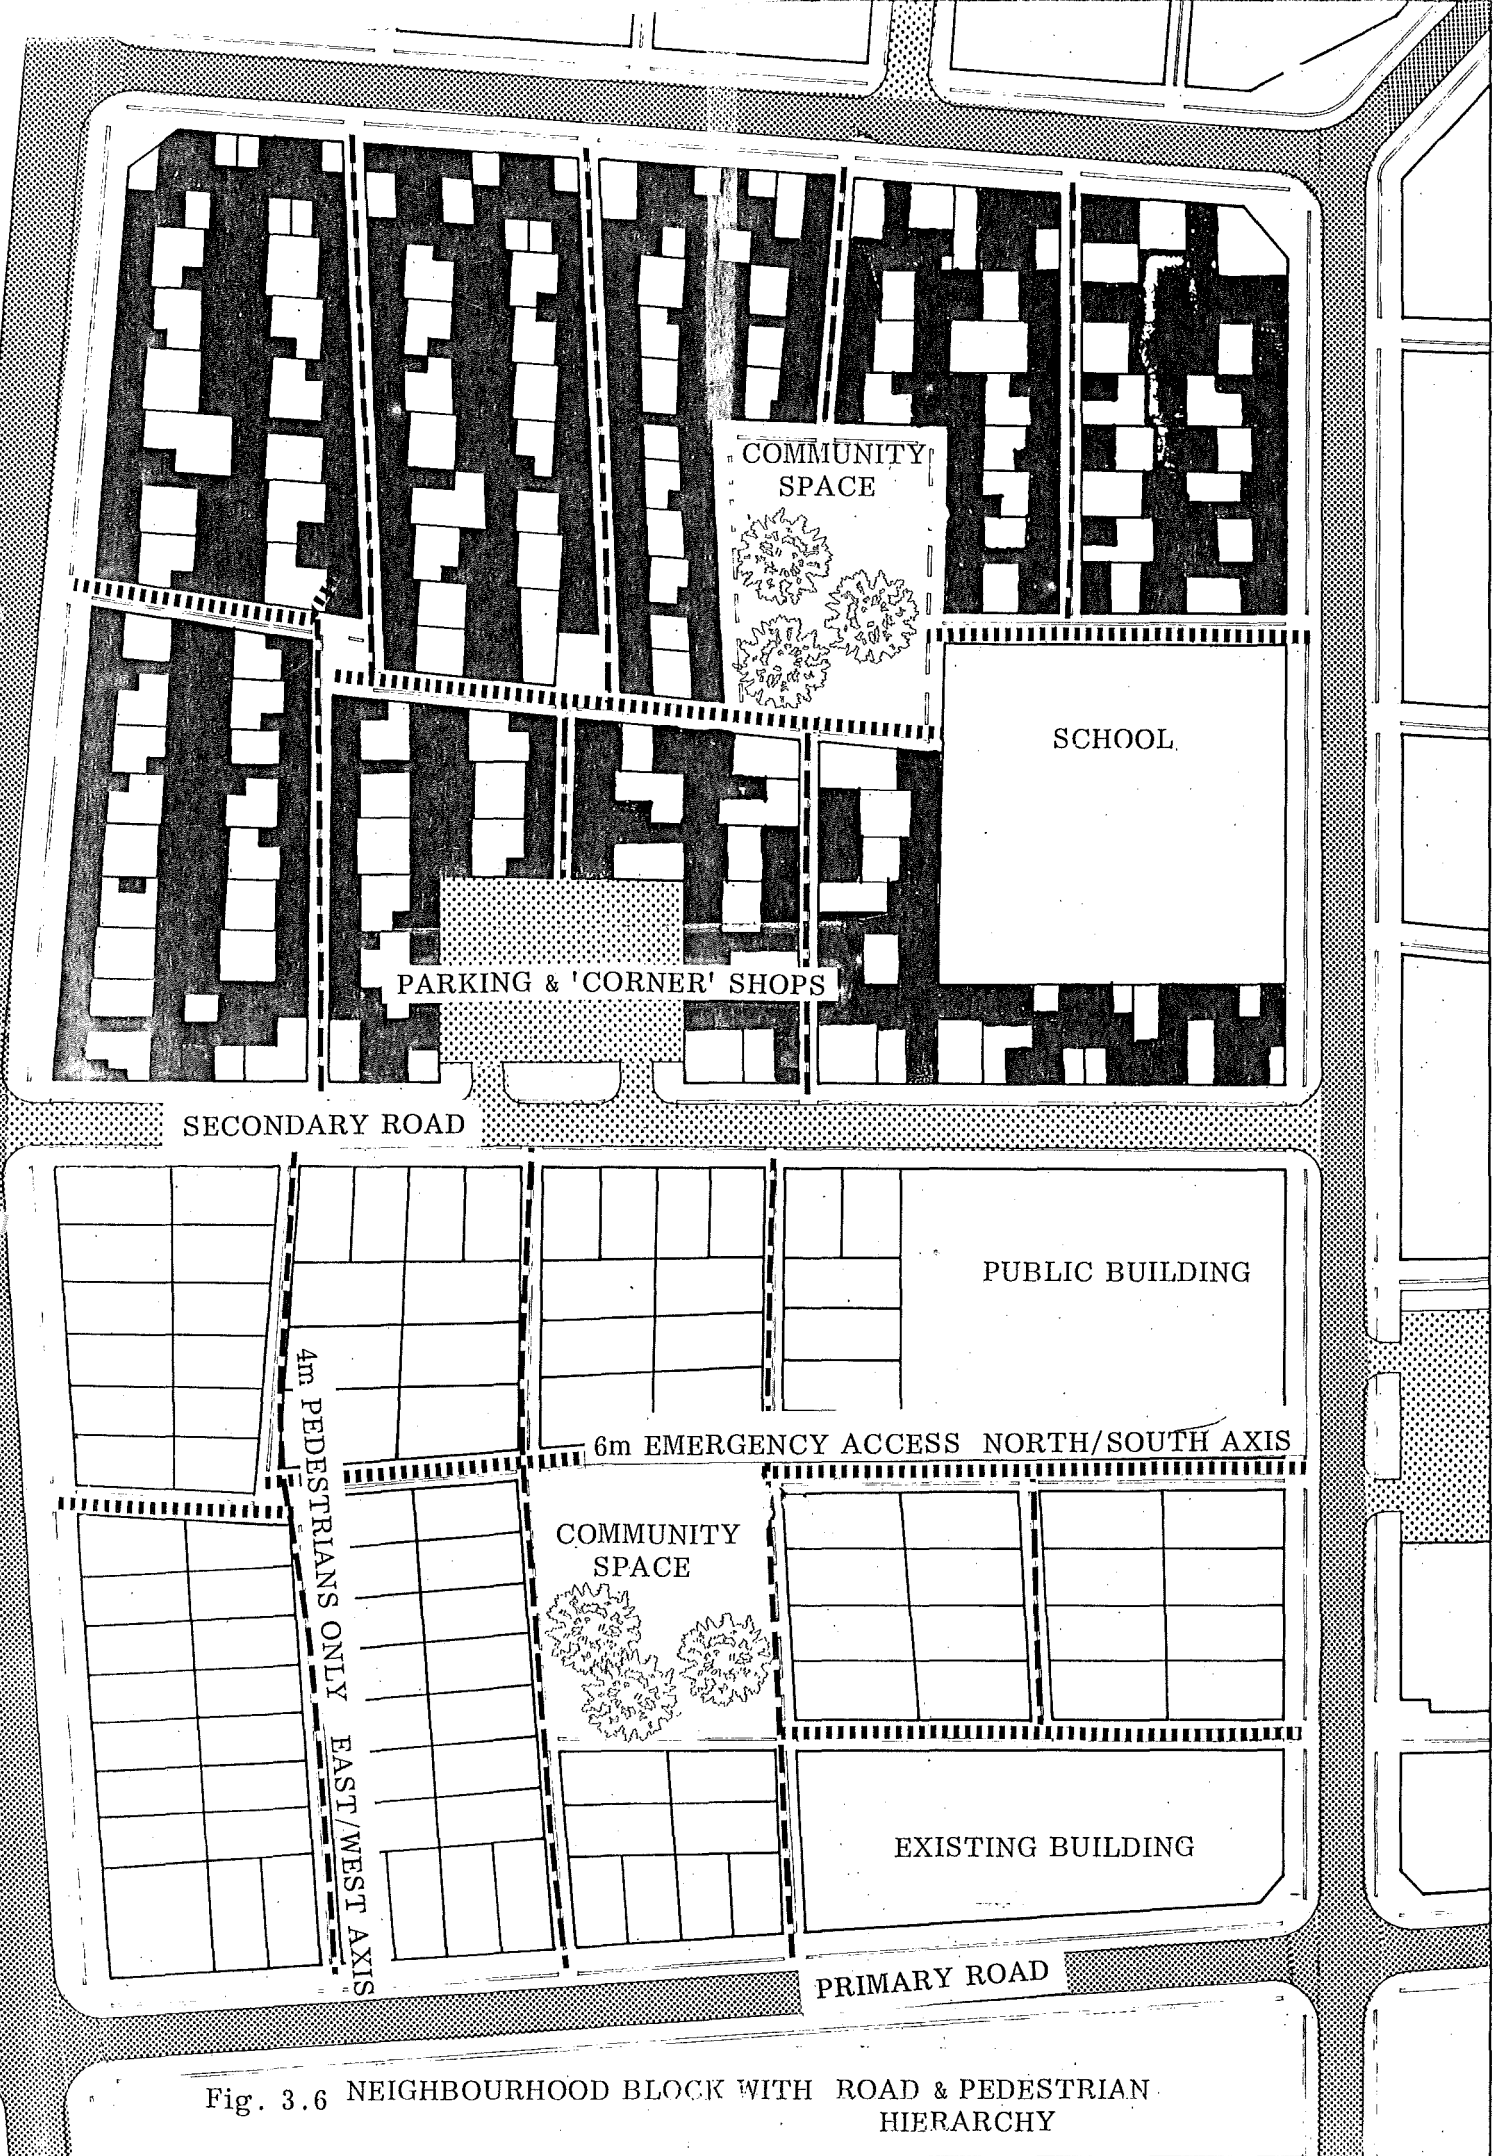 COMMUNITY
SPACE
SCHOOL
PARKING & 'CORNER' SHOPS
SECONDARY ROAD
PUBLIC BUILDING
4m PEDESTRIANS ONLY EAST/WEST AXIS
6m EMERGENCY ACCESS NORTH/SOUTH AXIS
COMMUNITY
SPACE
EXISTING BUILDING
PRIMARY ROAD
Fig. 3.6 NEIGHBOURHOOD BLOCK WITH ROAD & PEDESTRIAN
HIERARCHY